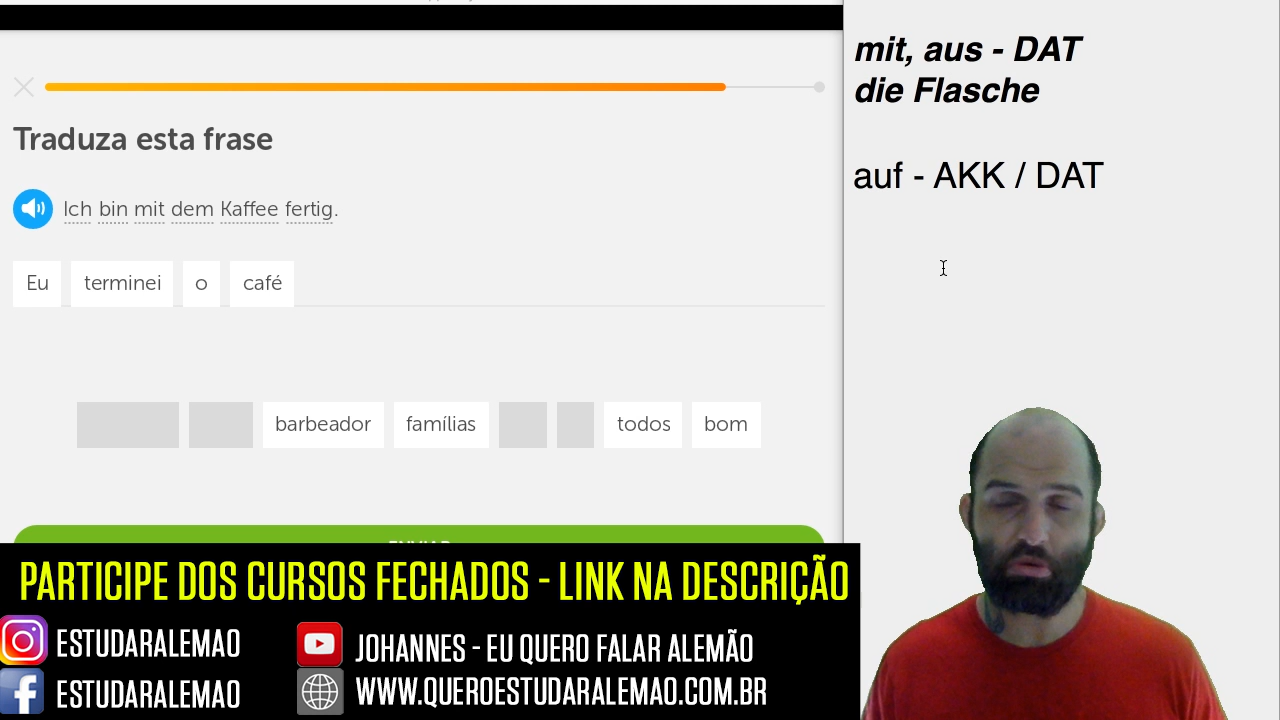 Traduza esta frase
Ich bin mit dem Kaffee fertig.
Eu terminei o café
barbeador famílias todos bom
mit, aus - DAT
die Flasche
auf - AKK / DAT
PARTICIPE DOS CURSOS FECHADOS - LINK NA DESCRIÇÃO
ESTUDARALEMAO
JOHANNES - EU QUERO FALAR ALEMÃO
ESTUDARALEMAO
WWW.QUEROESTUDARALEMAO.COM.BR